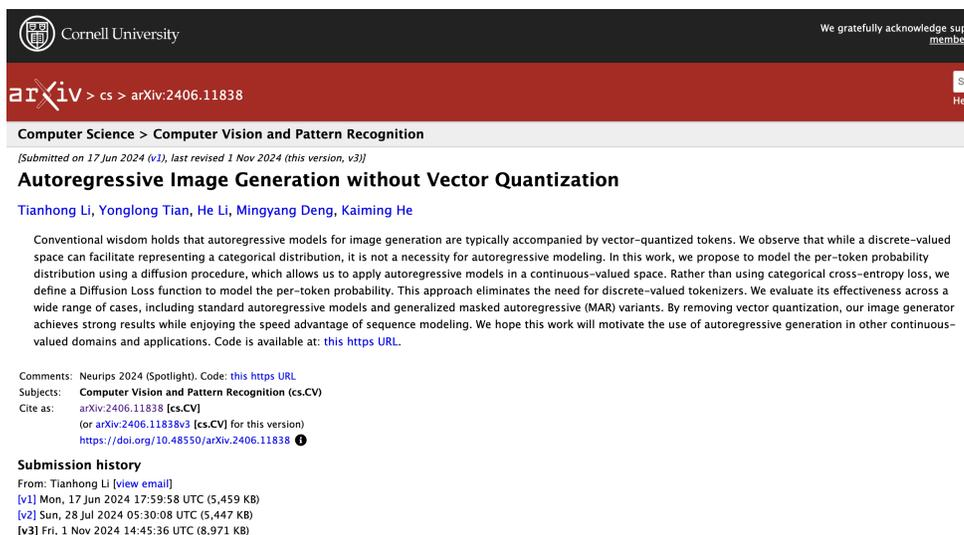 Cornell University
We gratefully acknowledge
arXiv > cs > arXiv:2406.11838
Computer Science > Computer Vision and Pattern Recognition
[Submitted on 17 Jun 2024 (v1), last revised 1 Nov 2024 (this version, v3)]
Autoregressive Image Generation without Vector Quantization
Tianhong Li, Yonglong Tian, He Li, Mingyang Deng, Kaiming He
Conventional wisdom holds that autoregressive models for image generation are typically accompanied by vector-quantized tokens. We observe that while a discrete-valued
space can facilitate representing a categorical distribution, it is not a necessity for autoregressive modeling. In this work, we propose to model the per-token probability
distribution using a diffusion procedure, which allows us to apply autoregressive models in a continuous-valued space. Rather than using categorical cross-entropy loss, we
define a Diffusion Loss function to model the per-token probability. This approach eliminates the need for discrete-valued tokenizers. We evaluate its effectiveness across a
wide range of cases, including standard autoregressive models and generalized masked autoregressive (MAR) variants. By removing vector quantization, our image generator
achieves strong results while enjoying the speed advantage of sequence modeling. We hope this work will motivate the use of autoregressive generation in other continuous-
valued domains and applications. Code is available at: this https URL.
Comments: Neurips 2024 (Spotlight). Code: this https URL
Subjects: Computer Vision and Pattern Recognition (cs.CV)
Cite as: arXiv:2406.11838 [cs.CV]
(or arXiv:2406.11838v3 [cs.CV] for this version)
https://doi.org/10.48550/arXiv.2406.11838
Submission history
From: Tianhong Li [view email]
[v1] Mon, 17 Jun 2024 17:59:58 UTC (5,459 KB)
[v2] Sun, 28 Jul 2024 05:30:08 UTC (5,447 KB)
[v3] Fri, 1 Nov 2024 14:45:36 UTC (8,971 KB)